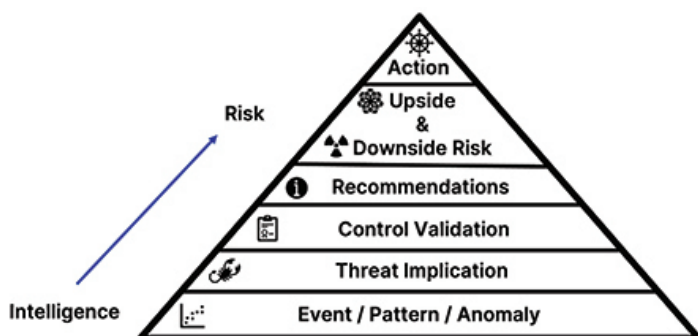 Action
Risk
Upside
&
Downside Risk
Recommendations
Control Validation
Threat Implication
Intelligence
Event / Pattern / Anomaly